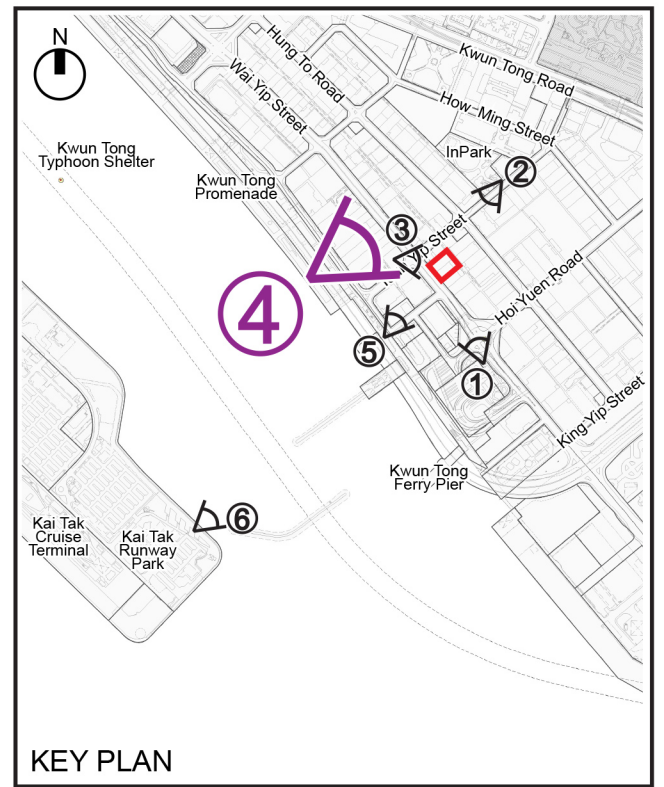 N
Hung To Road
Wai Yip Street
Kwun Tong Road
How Ming Street
InPark
Kwun Tong
Typhoon Shelter
Kwun Tong
Promenade
②
③
Yip Street
④
Hoi Yuen Road
⑤
①
King Yip Street
Kwun Tong
Ferry Pier
⑥
Kai Tak
Cruise
Terminal
Kai Tak
Runway
Park
KEY PLAN